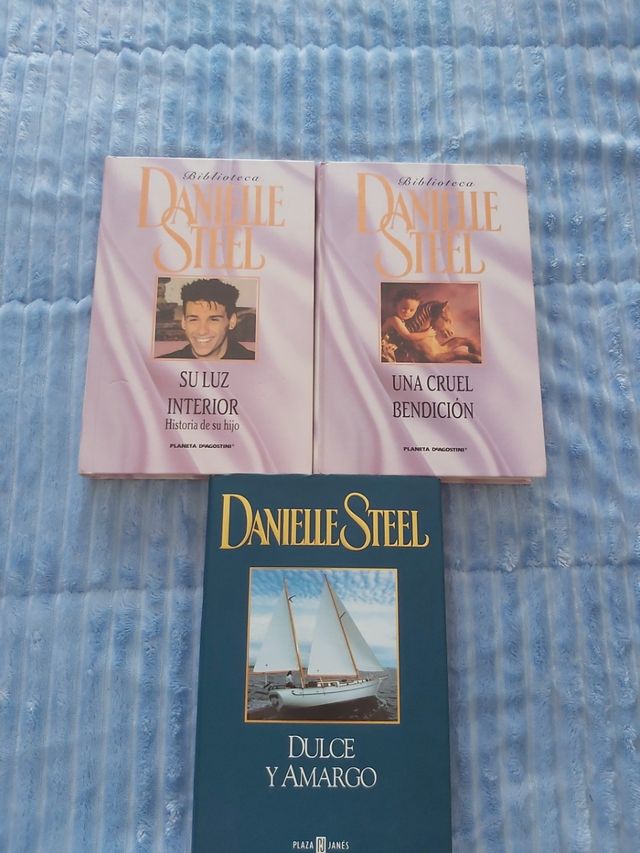 Biblioteca
DANIELLE
STEEL
SU LUZ
INTERIOR
Historia de su hijo
PLANETA DEAGOSTINI
Biblioteca
DANIELLE
STEEL
UNA CRUEL
BENDICIÓN
PLANETA DEAGOSTINI
DANIELLE STEEL
DULCE
Y AMARGO
PLAZA JANÉS